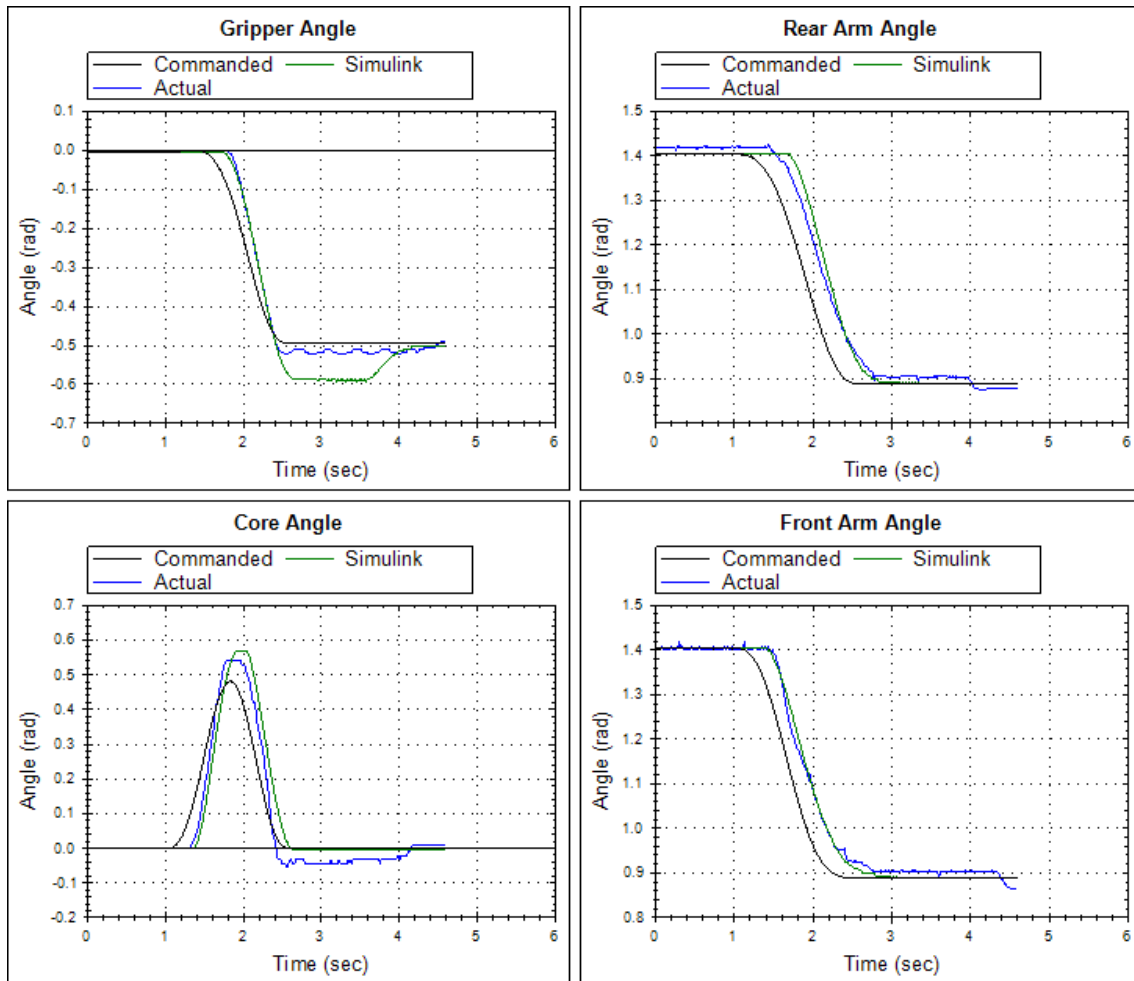 Gripper Angle
Commanded Simulink
Actual
Angle (rad)
0.1
0.0
-0.1
-0.2
-0.3
-0.4
-0.5
-0.6
-0.7
0 1 2 3 4 5 6
Time (sec)
Rear Arm Angle
Commanded Simulink
Actual
Angle (rad)
1.5
1.4
1.3
1.2
1.1
1.0
0.9
0 1 2 3 4 5 6
Time (sec)
Core Angle
Commanded Simulink
Actual
Angle (rad)
0.7
0.6
0.5
0.4
0.3
0.2
0.1
0.0
-0.1
-0.2
0 1 2 3 4 5 6
Time (sec)
Front Arm Angle
Commanded Simulink
Actual
Angle (rad)
1.5
1.4
1.3
1.2
1.1
1.0
0.9
0.8
0 1 2 3 4 5 6
Time (sec)